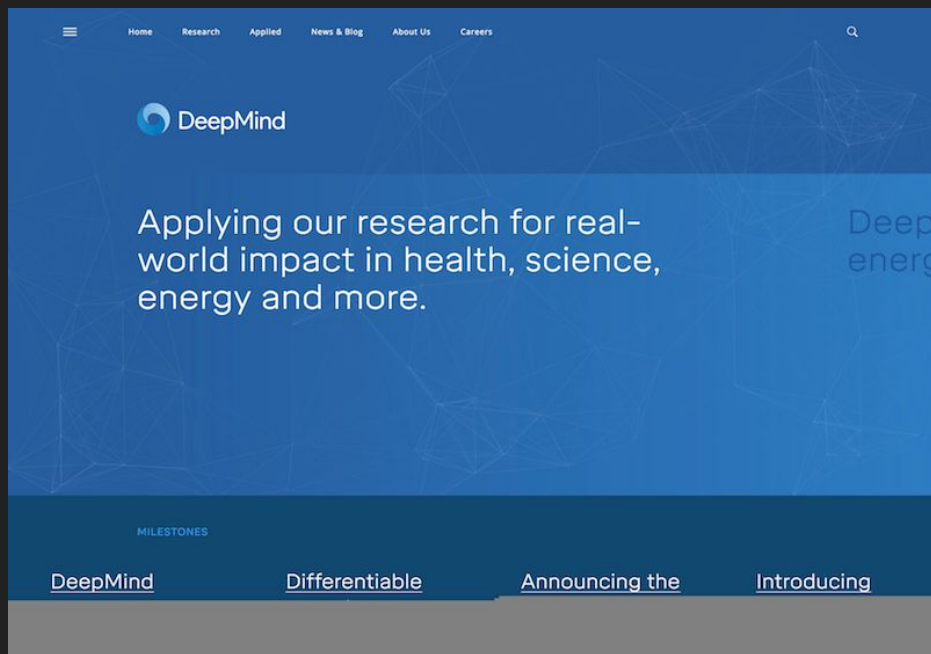 Home Research Applied News & Blog About Us Careers
DeepMind
Applying our research for real-
world impact in health, science,
energy and more.
Deep
energ
MILESTONES
DeepMind Differentiable Announcing the Introducing